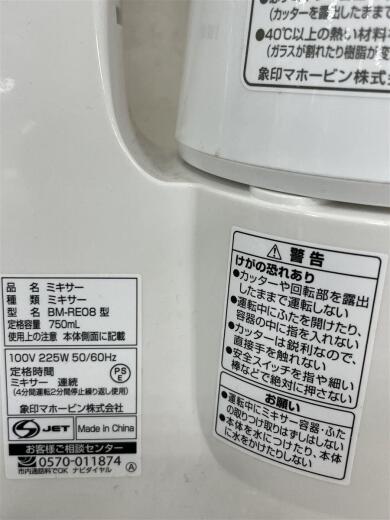 (カッターを露出したまま
●40℃以上の熱い材料を
(ガラスが割れたり樹脂が変
象印マホービン株式会
品 名 ミキサー
種 類 ミキサー
型 名 BM-RE08 型
定格容量 750mL
使用上の注意 本体側面に記載
100V 225W 50/60Hz
定格時間
ミキサー 連続
(4分間運転2分間停止繰り返し使用)
PSE
象印マホービン株式会社
JET Made in China
お客様ご相談センター
0570-011874 Ⓐ
市内通話料でOK ナビダイヤル
警告
けがの恐れあり
●カッターや回転部を露出
したままで運転しない
●運転中にふたを開けたり、
容器の中に指を入れない
●カッターは鋭利なので、
直接手を触れない
●安全スイッチを指や細い
棒などで絶対に押さない
お願い
●運転中にミキサー容器・ふた
の取つけ取りはずしはしない
●本体を水につけたり、本体
に水をかけたりしない